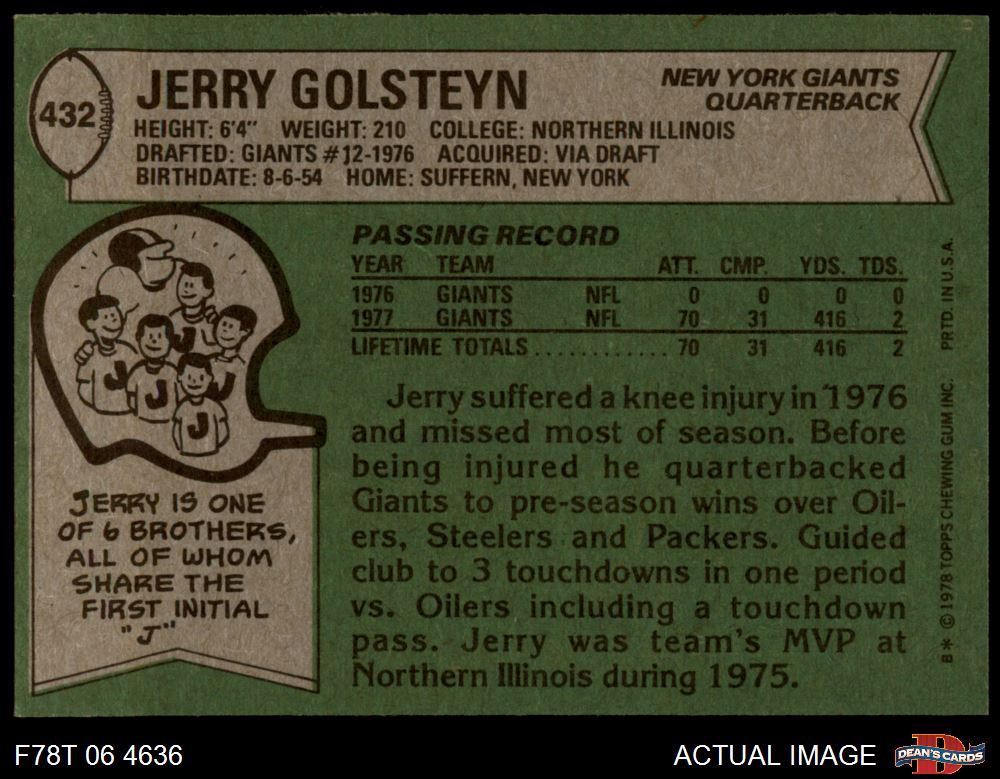 432
JERRY GOLSTEYN
NEW YORK GIANTS
QUARTERBACK
HEIGHT: 6'4" WEIGHT: 210 COLLEGE: NORTHERN ILLINOIS
DRAFTED: GIANTS #12-1976 ACQUIRED: VIA DRAFT
BIRTHDATE: 8-6-54 HOME: SUFFERN, NEW YORK
J
J
J
J
J
JERRY IS ONE
OF 6 BROTHERS,
ALL OF WHOM
SHARE THE
FIRST INITIAL
"J"
PASSING RECORD
YEAR TEAM ATT. CMP. YDS. TDS.
1976 GIANTS NFL 0 0 0 0
1977 GIANTS NFL 70 31 416 2
LIFETIME TOTALS............ 70 31 416 2
Jerry suffered a knee injury in 1976
and missed most of season. Before
being injured he quarterbacked
Giants to pre-season wins over Oil-
ers, Steelers and Packers. Guided
club to 3 touchdowns in one period
vs. Oilers including a touchdown
pass. Jerry was team's MVP at
Northern Illinois during 1975.
B* © 1978 TOPPS CHEWING GUM INC. PRTD. IN U.S.A.
F78T 06 4636
ACTUAL IMAGE
D
DEAN'S CARDS